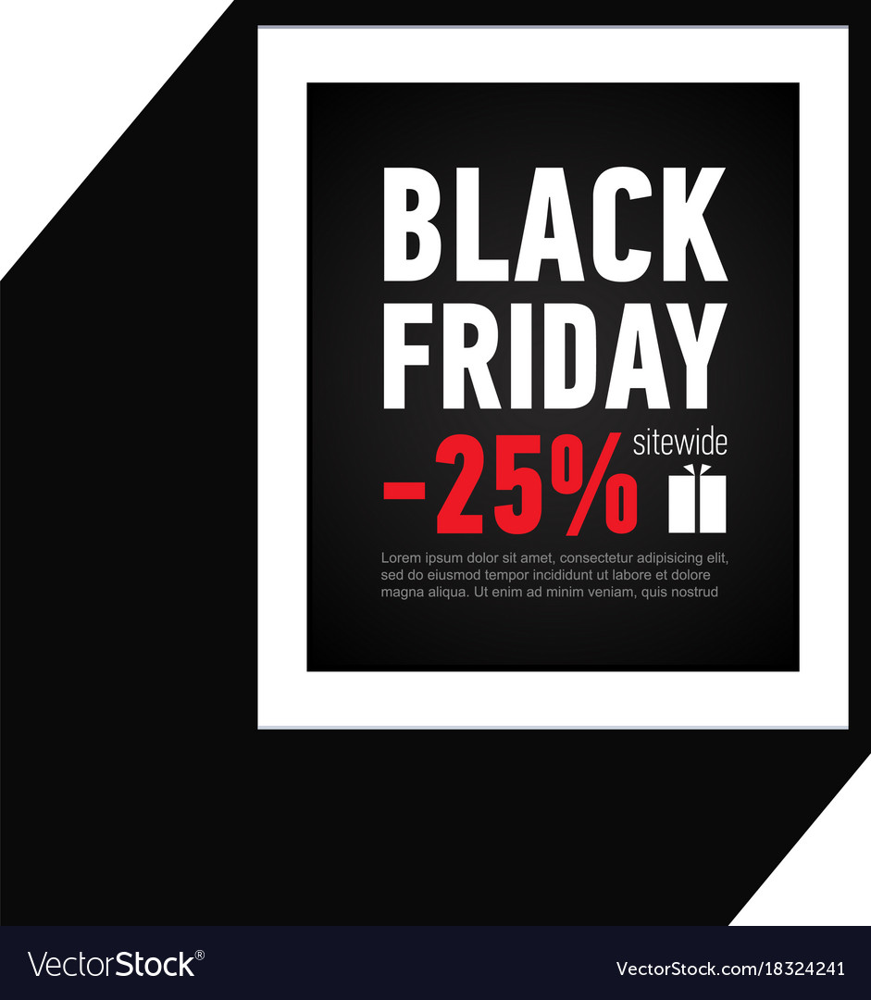 BLACK
FRIDAY
-25% sitewide
Lorem ipsum dolor sit amet, consectetur adipisicing elit,
sed do eiusmod tempor incididunt ut labore et dolore
magna aliqua. Ut enim ad minim veniam, quis nostrud
VectorStock®
VectorStock.com/18324241